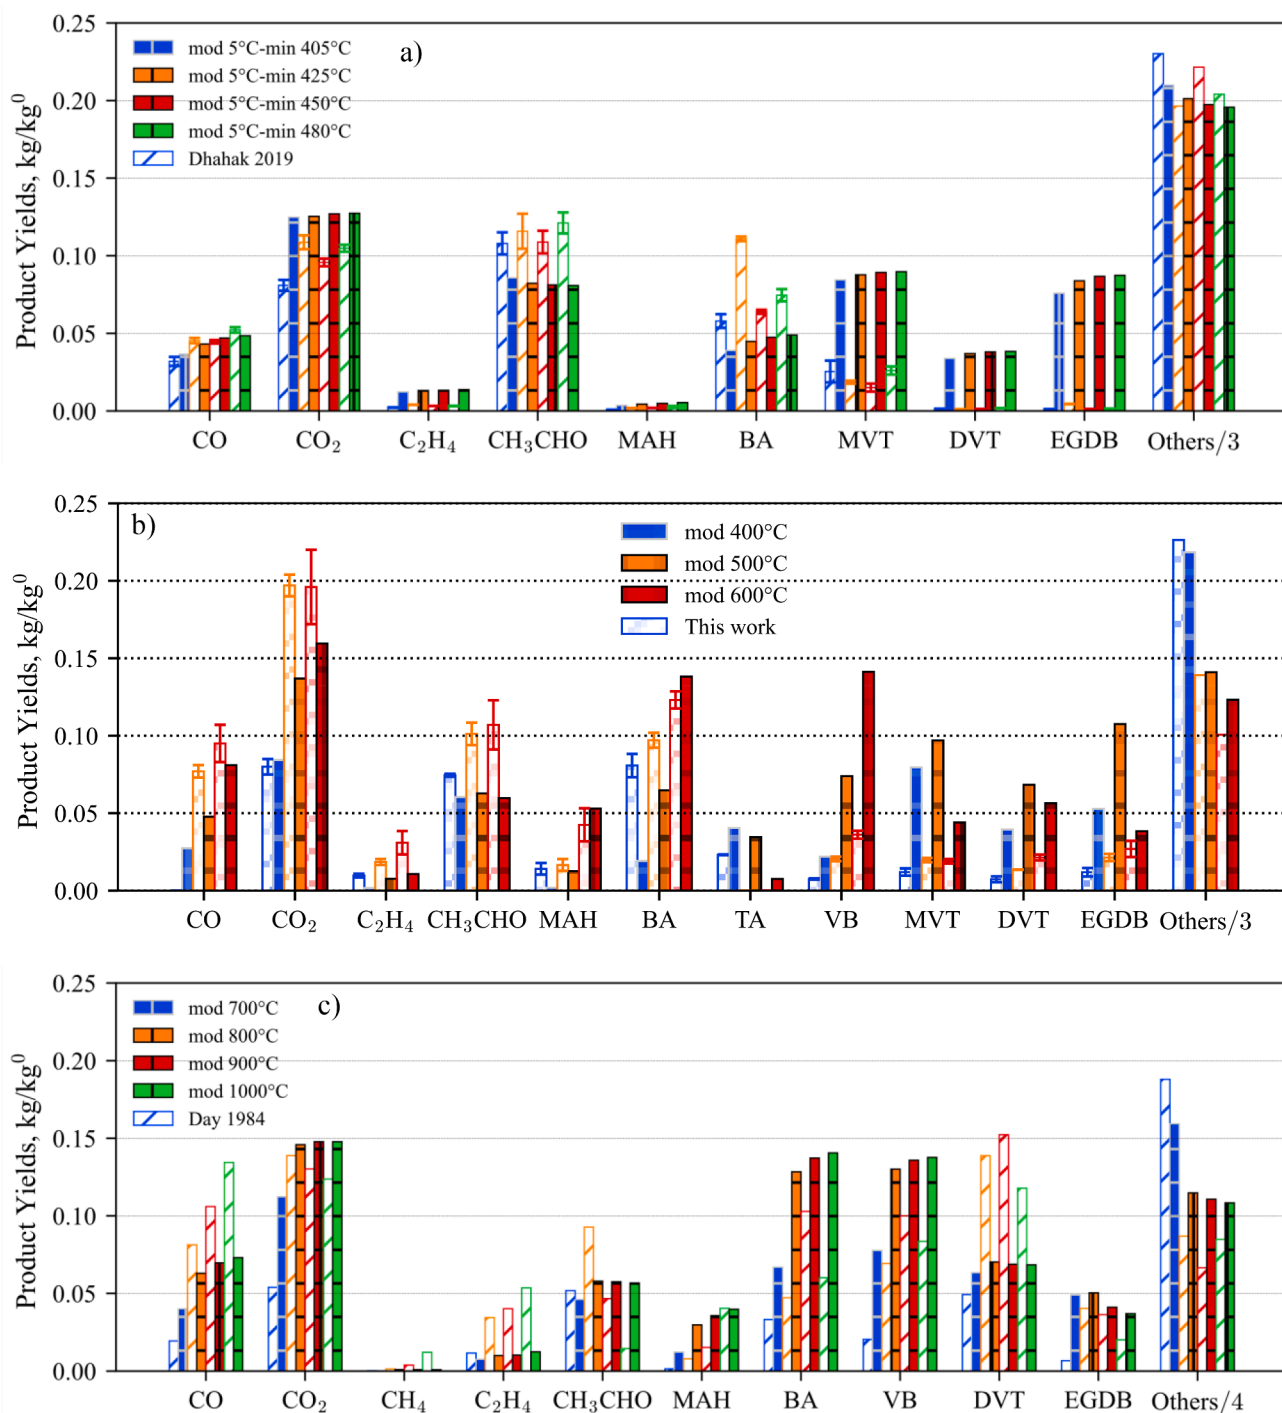 0.25
0.20
0.15
0.10
0.05
0.00
Product Yields, kg/kg⁰
mod 5°C-min 405°C
mod 5°C-min 425°C
mod 5°C-min 450°C
mod 5°C-min 480°C
Dhahak 2019
a)
CO CO₂ C₂H₄ CH₃CHO MAH BA MVT DVT EGDB Others/3
0.25
0.20
0.15
0.10
0.05
0.00
Product Yields, kg/kg⁰
b)
mod 400°C
mod 500°C
mod 600°C
This work
CO CO₂ C₂H₄ CH₃CHO MAH BA TA VB MVT DVT EGDB Others/3
0.25
0.20
0.15
0.10
0.05
0.00
Product Yields, kg/kg⁰
mod 700°C
mod 800°C
mod 900°C
mod 1000°C
Day 1984
c)
CO CO₂ CH₄ C₂H₄ CH₃CHO MAH BA VB DVT EGDB Others/4